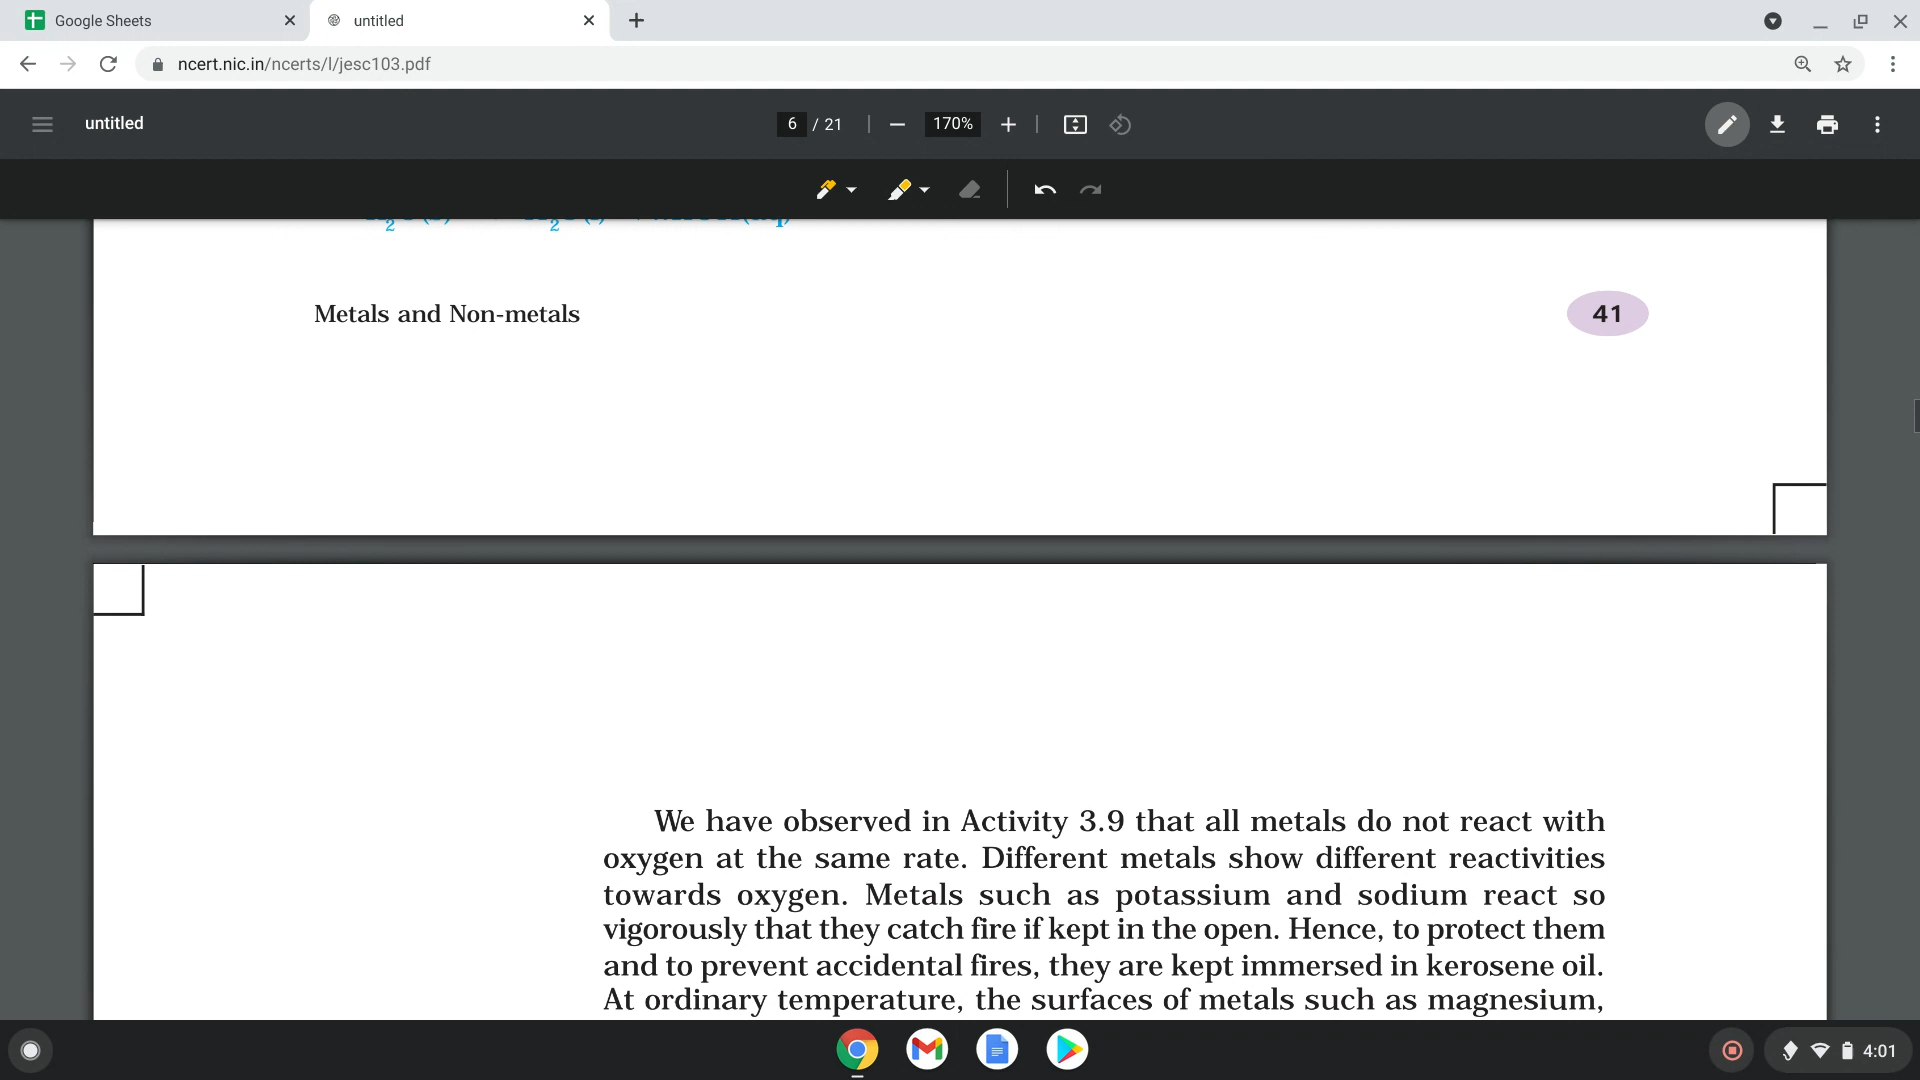 Google Sheets
untitled
ncert.nic.in/ncerts/l/jesc103.pdf
untitled
6 / 21
170%
Metals and Non-metals
41
We have observed in Activity 3.9 that all metals do not react with
oxygen at the same rate. Different metals show different reactivities
towards oxygen. Metals such as potassium and sodium react so
vigorously that they catch fire if kept in the open. Hence, to protect them
and to prevent accidental fires, they are kept immersed in kerosene oil.
At ordinary temperature, the surfaces of metals such as magnesium,
4:01